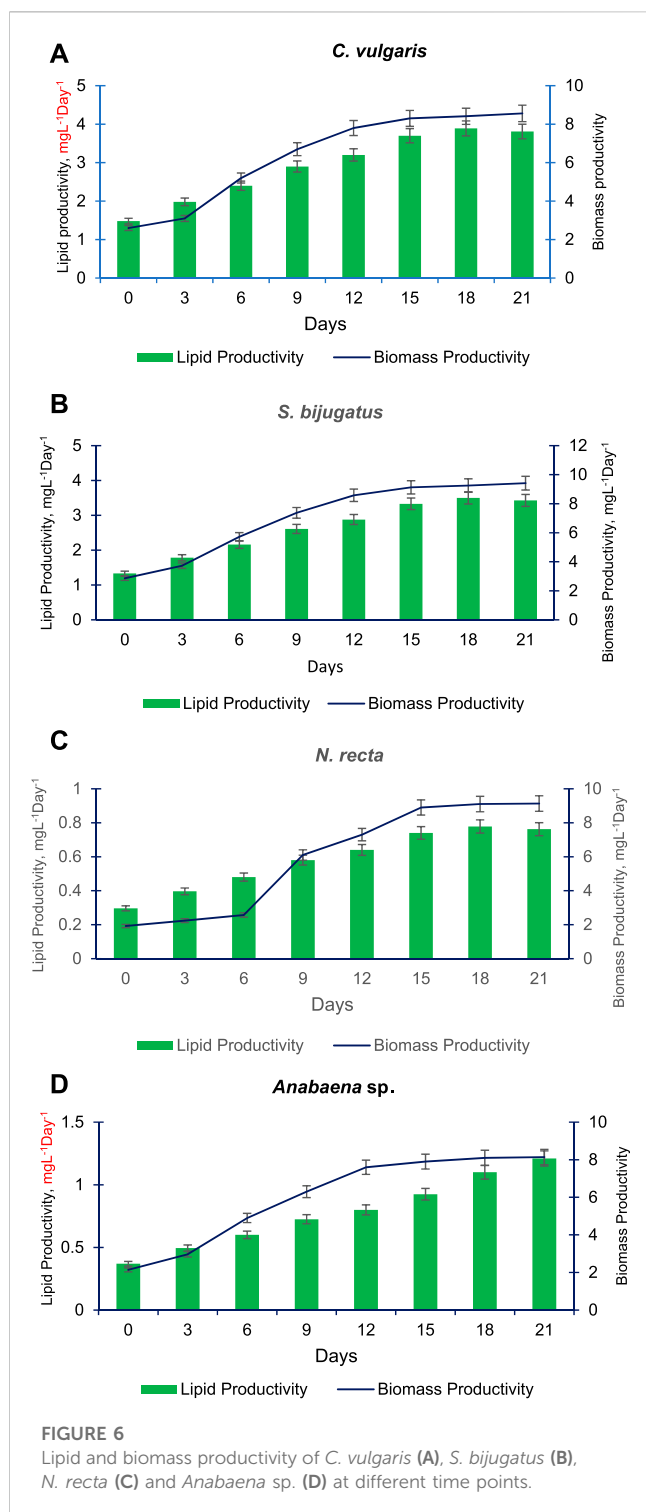 A
C. vulgaris
Lipid productivity, mgL-1Day-1
5
4
3
2
1
0
10
8
6
4
2
0
Biomass productivity
0 3 6 9 12 15 18 21
Days
Lipid Productivity Biomass Productivity
B
S. bijugatus
Lipid Productivity, mgL-1Day-1
5
4
3
2
1
0
12
10
8
6
4
2
0
Biomass Productivity, mgL-1Day-1
0 3 6 9 12 15 18 21
Days
Lipid Productivity Biomass Productivity
C
N. recta
Lipid Productivity, mgL-1Day-1
1
0.8
0.6
0.4
0.2
0
10
8
6
4
2
0
Biomass Productivity, mgL-1Day-1
0 3 6 9 12 15 18 21
Days
Lipid Productivity Biomass Productivity
D
Anabaena sp.
Lipid Productivity, mgL-1Day-1
1.5
1
0.5
0
10
8
6
4
2
0
Biomass Productivity
0 3 6 9 12 15 18 21
Days
Lipid Productivity Biomass Productivity
FIGURE 6
Lipid and biomass productivity of C. vulgaris (A), S. bijugatus (B),
N. recta (C) and Anabaena sp. (D) at different time points.